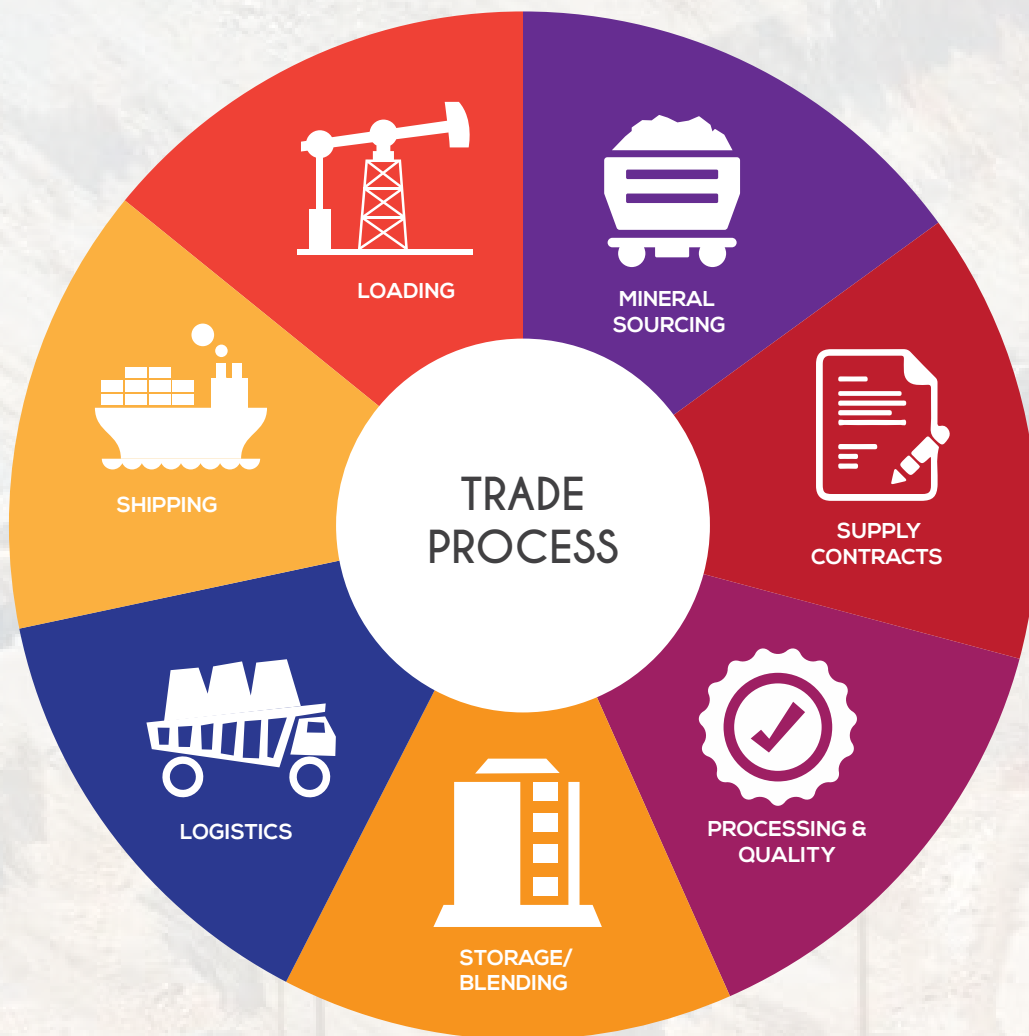 TRADE
PROCESS
MINERAL
SOURCING
SUPPLY
CONTRACTS
PROCESSING &
QUALITY
STORAGE/
BLENDING
LOGISTICS
SHIPPING
LOADING